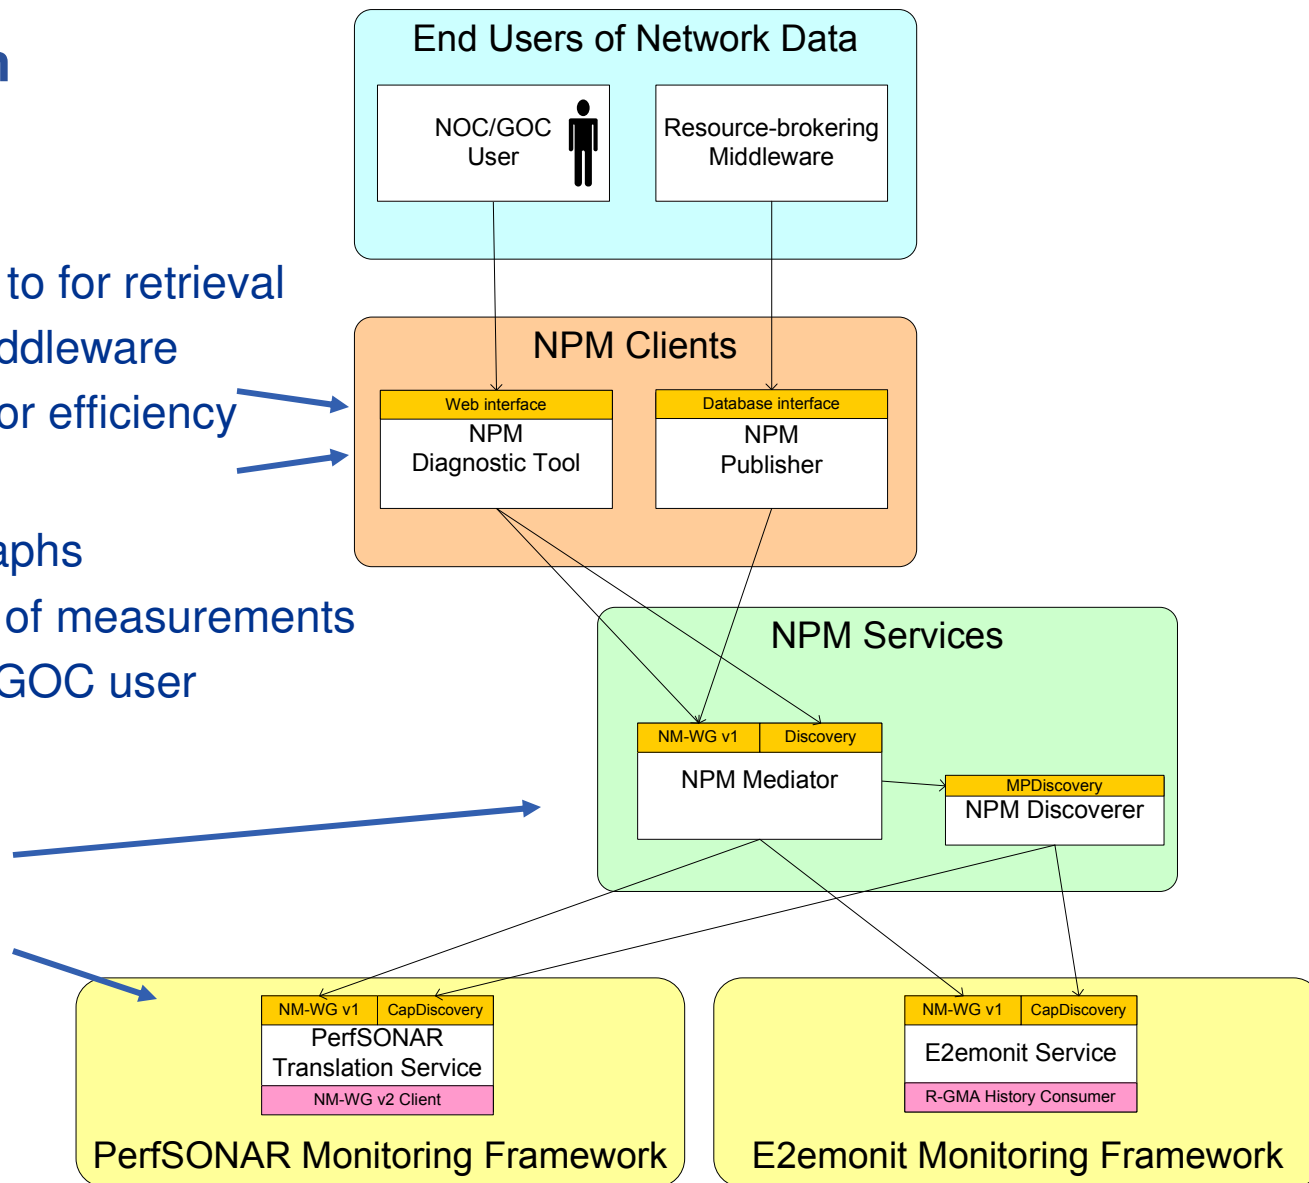 End Users of Network Data
NOC/GOC
User
Resource-brokering
Middleware
to for retrieval
or efficiency
of measurements
GOC user
NPM Clients
Web interface
NPM
Diagnostic Tool
Database interface
NPM
Publisher
NPM Services
NM-WG v1
Discovery
NPM Mediator
MPDiscovery
NPM Discoverer
NM-WG v1
CapDiscovery
PerfSONAR
Translation Service
NM-WG v2 Client
PerfSONAR Monitoring Framework
NM-WG v1
CapDiscovery
E2emonit Service
R-GMA History Consumer
E2emonit Monitoring Framework